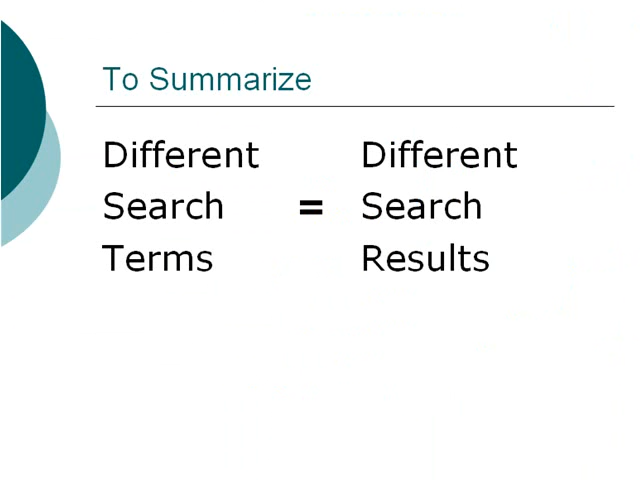 To Summarize
Different Different
Search = Search
Terms Results